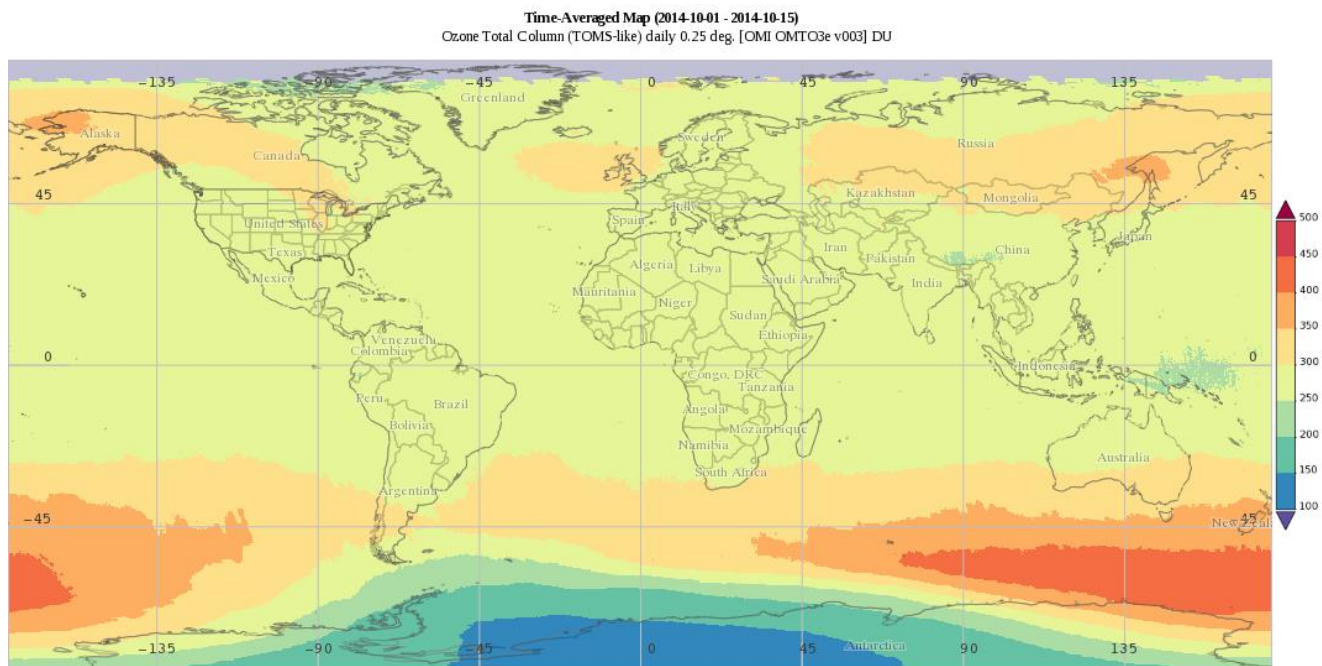 Time-Averaged Map (2014-10-01 - 2014-10-15)
Ozone Total Column (TOMS-like) daily 0.25 deg. [OMI OMTO3e v003] DU
-135 -90 -45 0 45 90 135
Greenland
Alaska
Sweden
Russia
Canada
Kazakhstan
Mongolia
45 45
500
Spain Italy
United States
Japan
450
Iran China
Texas
Pakistan
Algeria Libya
400
Mexico Saudi Arabia India
Mauritania
Niger
350
Sudan
Ethiopia
Venezuela
Colombia
0 0
300
Congo, DRC Indonesia
Tanzania
Peru Brazil
250
Angola
Bolivia Mozambique
200
Namibia
Australia
South Africa
150
Argentina
100
-45 45
New Zeala
Antarctica
-135 -90 -45 0 45 90 135